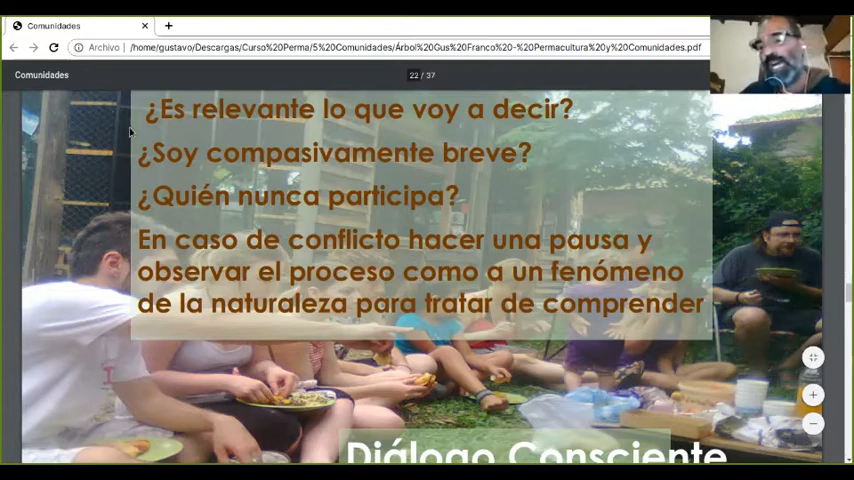 Comunidades
Archivo
/home/gustavo/Descargas/Curso%20Perma/5%20Comunidades/Árbol%20Gus%20Franco%20-%20Permacultura%20y%20Comunidades.pdf
Comunidades
22 / 37
¿Es relevante lo que voy a decir?
¿Soy compasivamente breve?
¿Quién nunca participa?
En caso de conflicto hacer una pausa y
observar el proceso como a un fenómeno
de la naturaleza para tratar de comprender
Diálogo Consciente